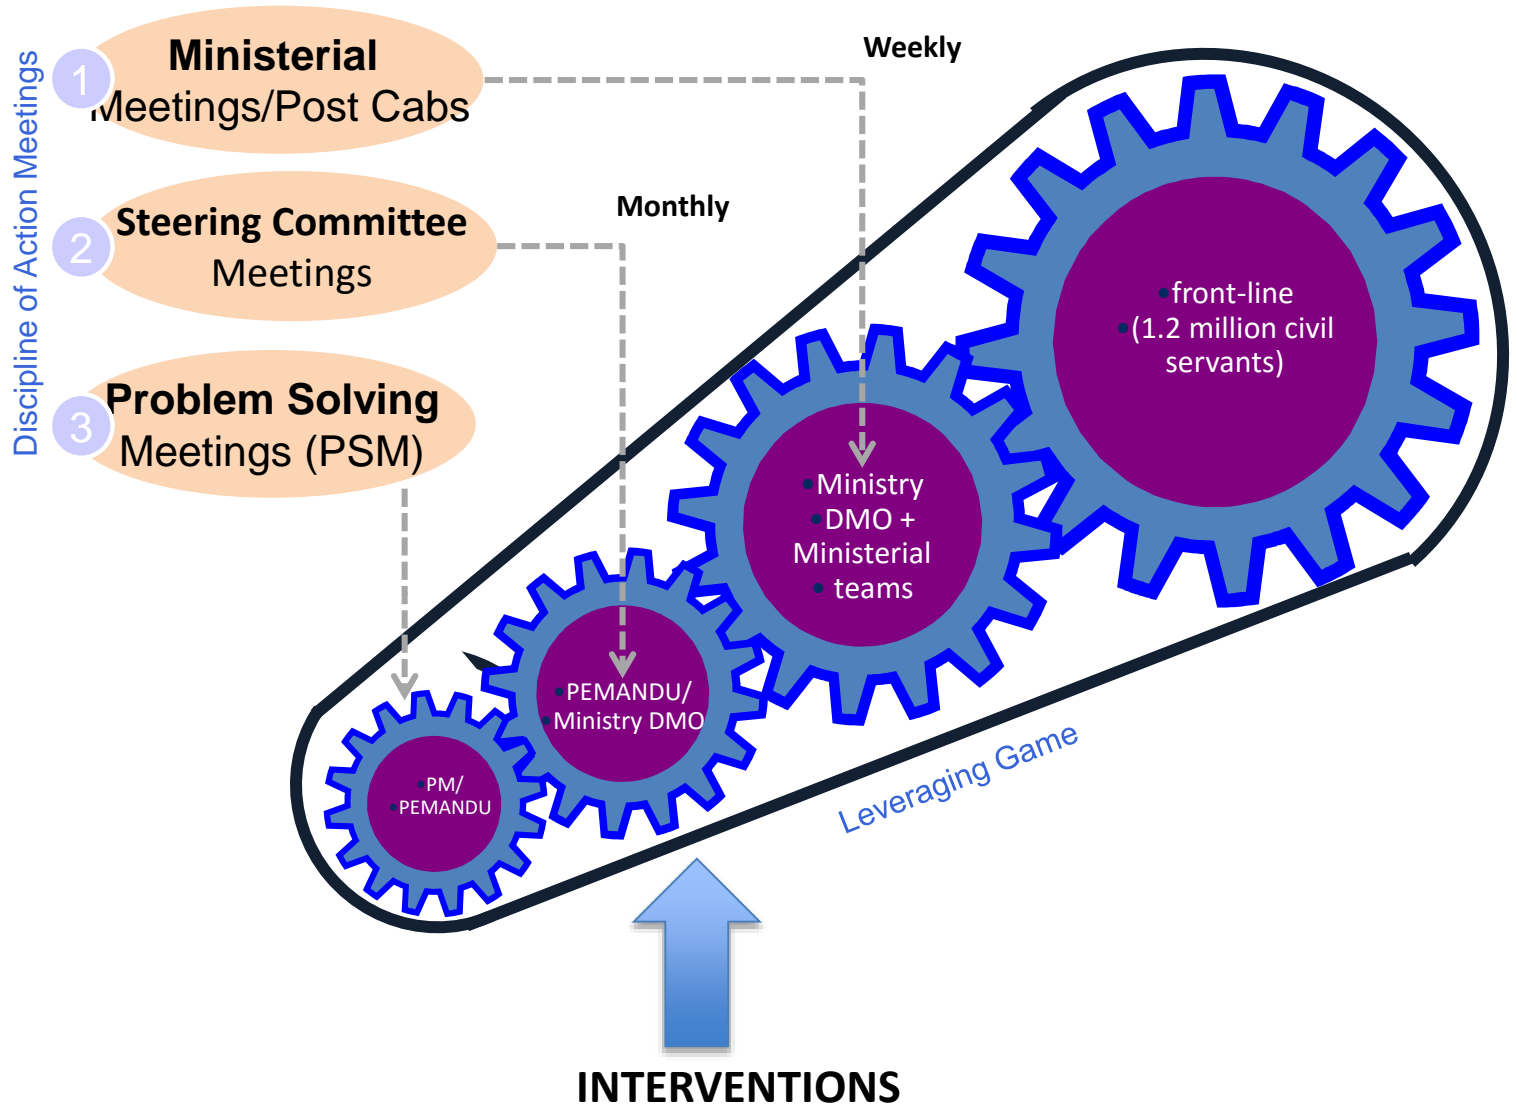 Discipline of Action Meetings
1
Ministerial
Meetings/Post Cabs
2
Steering Committee
Meetings
3
Problem Solving
Meetings (PSM)
Weekly
Monthly
•front-line
•(1.2 million civil
servants)
•Ministry
•DMO +
Ministerial
• teams
•PEMANDU/
•Ministry DMO
•PM/
•PEMANDU
Leveraging Game
INTERVENTIONS